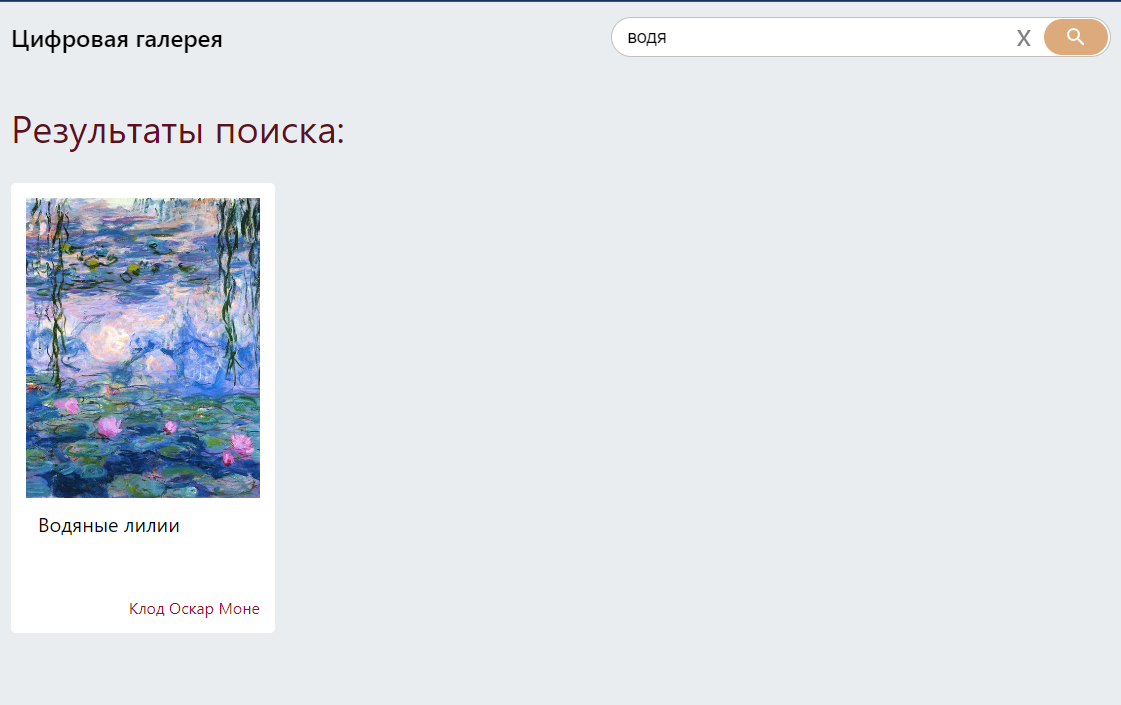 Цифровая галерея
водя
X
Результаты поиска:
Водяные лилии
Клод Оскар Моне